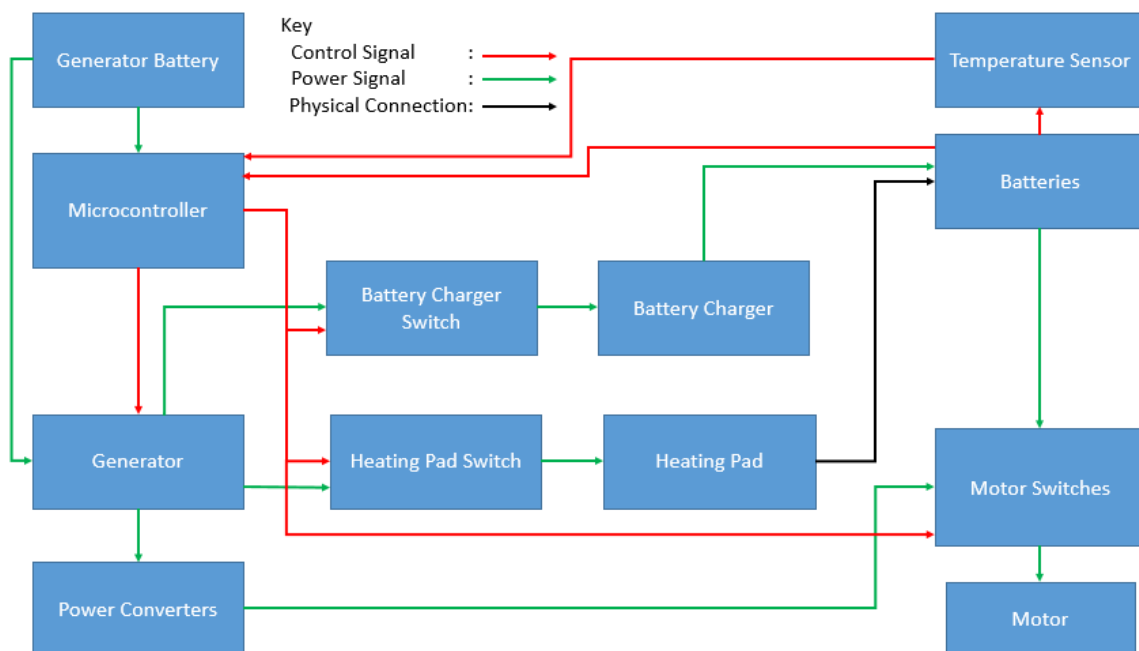 Generator Battery
Key
Control Signal :
Power Signal :
Physical Connection:
Temperature Sensor
Microcontroller
Batteries
Battery Charger
Switch
Battery Charger
Generator
Heating Pad Switch
Heating Pad
Motor Switches
Power Converters
Motor